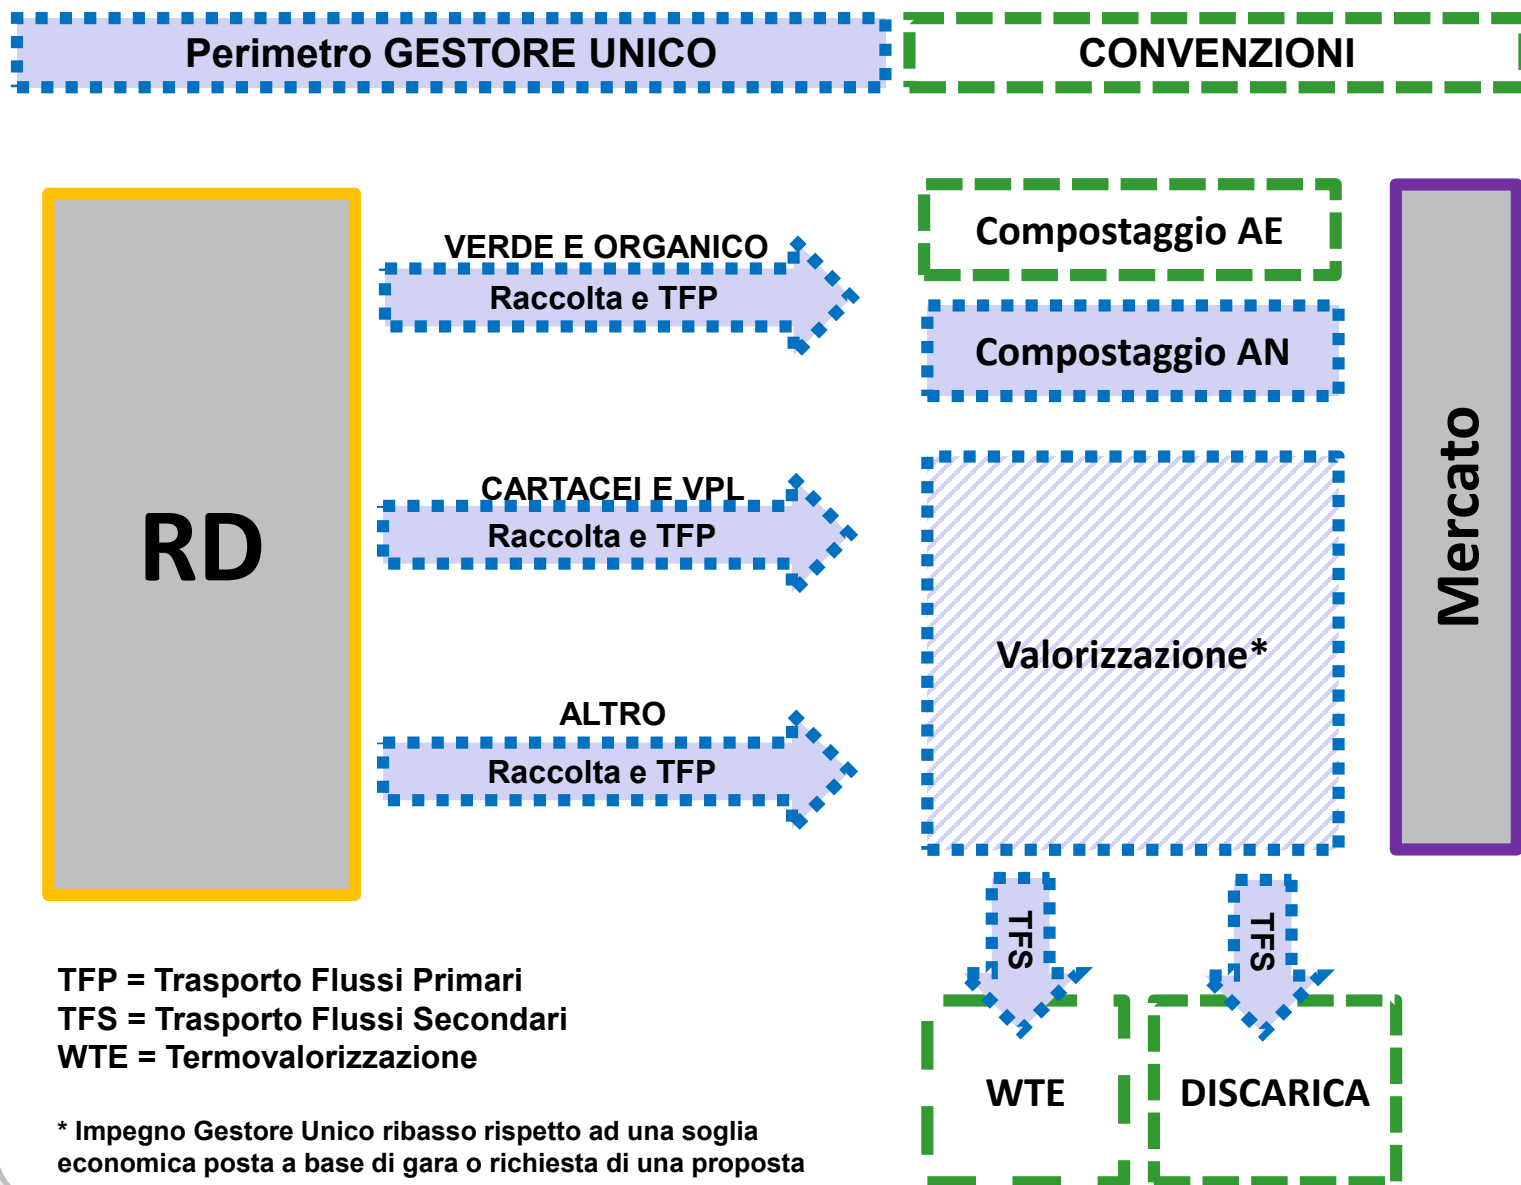 Perimetro GESTORE UNICO
CONVENZIONI
RD
VERDE E ORGANICO
Raccolta e TFP
CARTACEI E VPL
Raccolta e TFP
ALTRO
Raccolta e TFP
Compostaggio AE
Compostaggio AN
Valorizzazione*
Mercato
TFS
TFS
WTE
DISCARICA
TFP = Trasporto Flussi Primari
TFS = Trasporto Flussi Secondari
WTE = Termovalorizzazione
* Impegno Gestore Unico ribasso rispetto ad una soglia
economica posta a base di gara o richiesta di una proposta